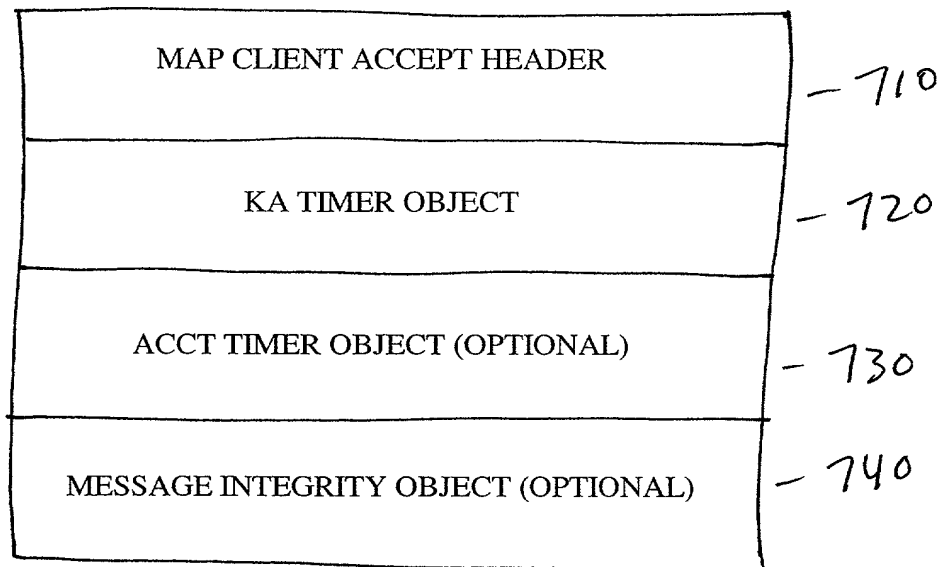 MAP CLIENT ACCEPT HEADER
- 710
KA TIMER OBJECT
- 720
ACCT TIMER OBJECT (OPTIONAL)
- 730
MESSAGE INTEGRITY OBJECT (OPTIONAL)
- 740